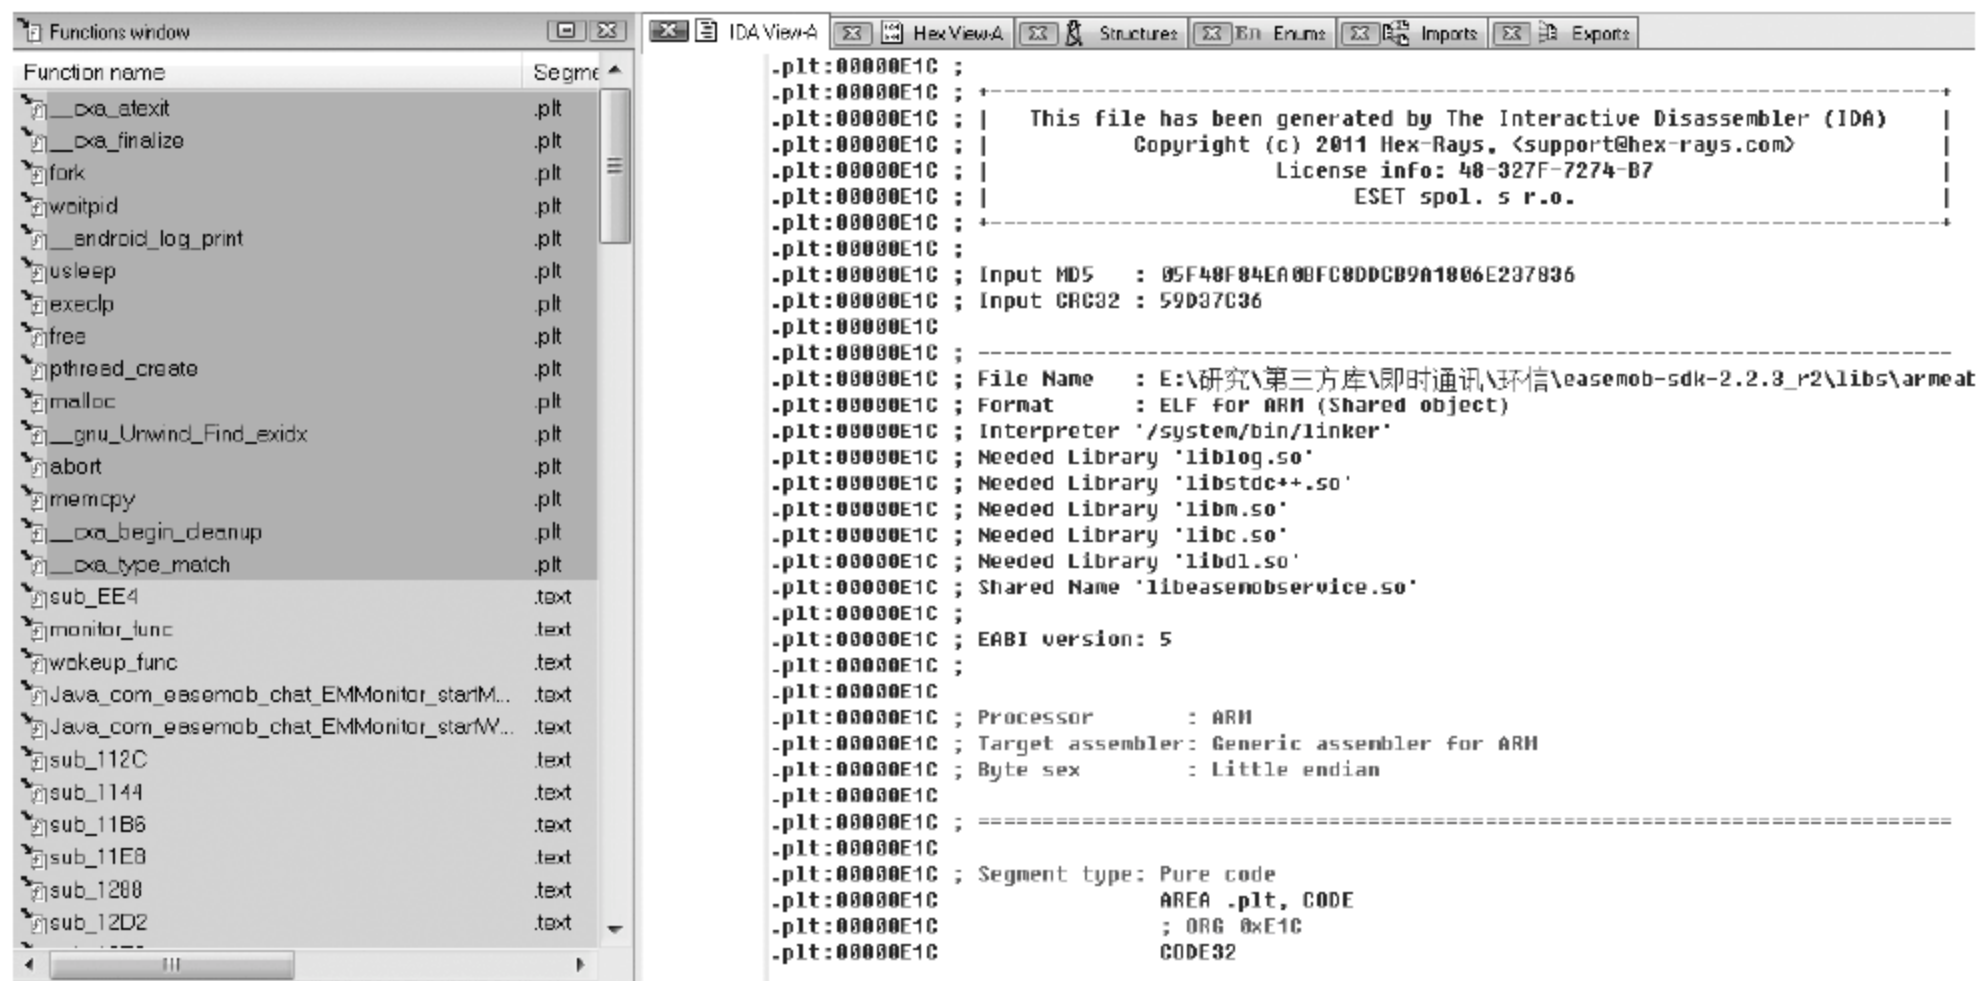 Functions window
Function name Segme
__cxa_atexit .plt
__cxa_finalize .plt
fork .plt
waitpid .plt
__android_log_print .plt
usleep .plt
execlp .plt
free .plt
pthread_create .plt
malloc .plt
__gnu_Unwind_Find_exidx .plt
abort .plt
memcpy .plt
__cxa_begin_cleanup .plt
__cxa_type_match .plt
sub_EE4 .text
monitor_func .text
wakeup_func .text
Java_com_easemob_chat_EMMonitor_startM... .text
Java_com_easemob_chat_EMMonitor_startW... .text
sub_112C .text
sub_1144 .text
sub_11B6 .text
sub_11E8 .text
sub_1288 .text
sub_12D2 .text
IDA View-A Hex View-A Structures En Enums Imports Exports
.plt:00000E1C ;
.plt:00000E1C ; +-------------------------------------------------------------------------+
.plt:00000E1C ; | This file has been generated by The Interactive Disassembler (IDA) |
.plt:00000E1C ; | Copyright (c) 2011 Hex-Rays, <support@hex-rays.com> |
.plt:00000E1C ; | License info: 48-327F-7274-B7 |
.plt:00000E1C ; | ESET spol. s r.o. |
.plt:00000E1C ; +-------------------------------------------------------------------------+
.plt:00000E1C ;
.plt:00000E1C ; Input MD5 : 05F48F84EA0BFC8DDCB9A1806E237836
.plt:00000E1C ; Input CRC32 : 59D37C36
.plt:00000E1C
.plt:00000E1C ; ---------------------------------------------------------------------------
.plt:00000E1C ; File Name : E:\研究\第三方库\即时通讯\环信\easemob-sdk-2.2.3_r2\libs\armeab
.plt:00000E1C ; Format : ELF for ARM (Shared object)
.plt:00000E1C ; Interpreter '/system/bin/linker'
.plt:00000E1C ; Needed Library 'liblog.so'
.plt:00000E1C ; Needed Library 'libstdc++.so'
.plt:00000E1C ; Needed Library 'libm.so'
.plt:00000E1C ; Needed Library 'libc.so'
.plt:00000E1C ; Needed Library 'libdl.so'
.plt:00000E1C ; Shared Name 'libeasemobservice.so'
.plt:00000E1C ;
.plt:00000E1C ; EABI version: 5
.plt:00000E1C ;
.plt:00000E1C
.plt:00000E1C ; Processor : ARM
.plt:00000E1C ; Target assembler: Generic assembler for ARM
.plt:00000E1C ; Byte sex : Little endian
.plt:00000E1C
.plt:00000E1C ; ===========================================================================
.plt:00000E1C
.plt:00000E1C ; Segment type: Pure code
.plt:00000E1C AREA .plt, CODE
.plt:00000E1C ; ORG 0xE1C
.plt:00000E1C CODE32